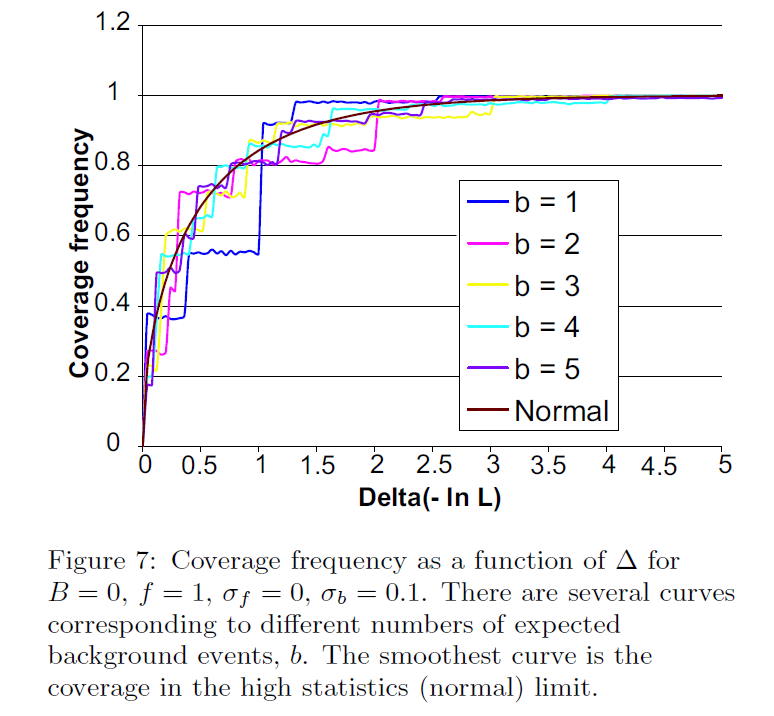 1.2
1
0.8
0.6
0.4
0.2
0
Coverage frequency
0 0.5 1 1.5 2 2.5 3 3.5 4 4.5 5
Delta(- ln L)
b = 1
b = 2
b = 3
b = 4
b = 5
Normal
Figure 7: Coverage frequency as a function of Δ for
B = 0, f = 1, σ_f = 0, σ_b = 0.1. There are several curves
corresponding to different numbers of expected
background events, b. The smoothest curve is the
coverage in the high statistics (normal) limit.